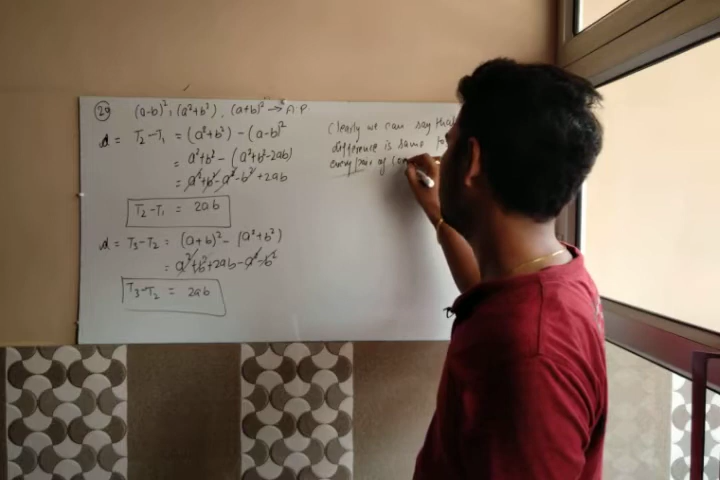 29 (a-b)², (a²+b²), (a+b)² → A.P.
d = T₂-T₁ = (a²+b²) - (a-b)²
= a²+b² - (a²+b²-2ab)
= a²+b²-a²-b²+2ab
T₂-T₁ = 2ab
d = T₃-T₂ = (a+b)² - (a²+b²)
= a²+b²+2ab-a²-b²
T₃-T₂ = 2ab
Clearly we can say that
difference is same
every pair of